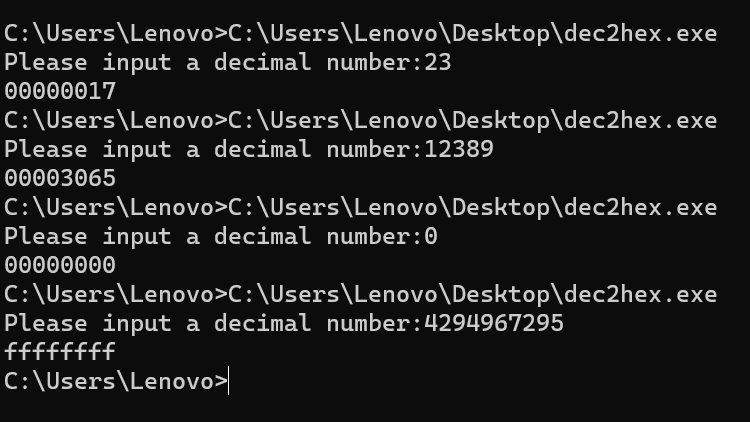 C:\Users\Lenovo>C:\Users\Lenovo\Desktop\dec2hex.exe
Please input a decimal number:23
00000017
C:\Users\Lenovo>C:\Users\Lenovo\Desktop\dec2hex.exe
Please input a decimal number:12389
00003065
C:\Users\Lenovo>C:\Users\Lenovo\Desktop\dec2hex.exe
Please input a decimal number:0
00000000
C:\Users\Lenovo>C:\Users\Lenovo\Desktop\dec2hex.exe
Please input a decimal number:4294967295
ffffffff
C:\Users\Lenovo>